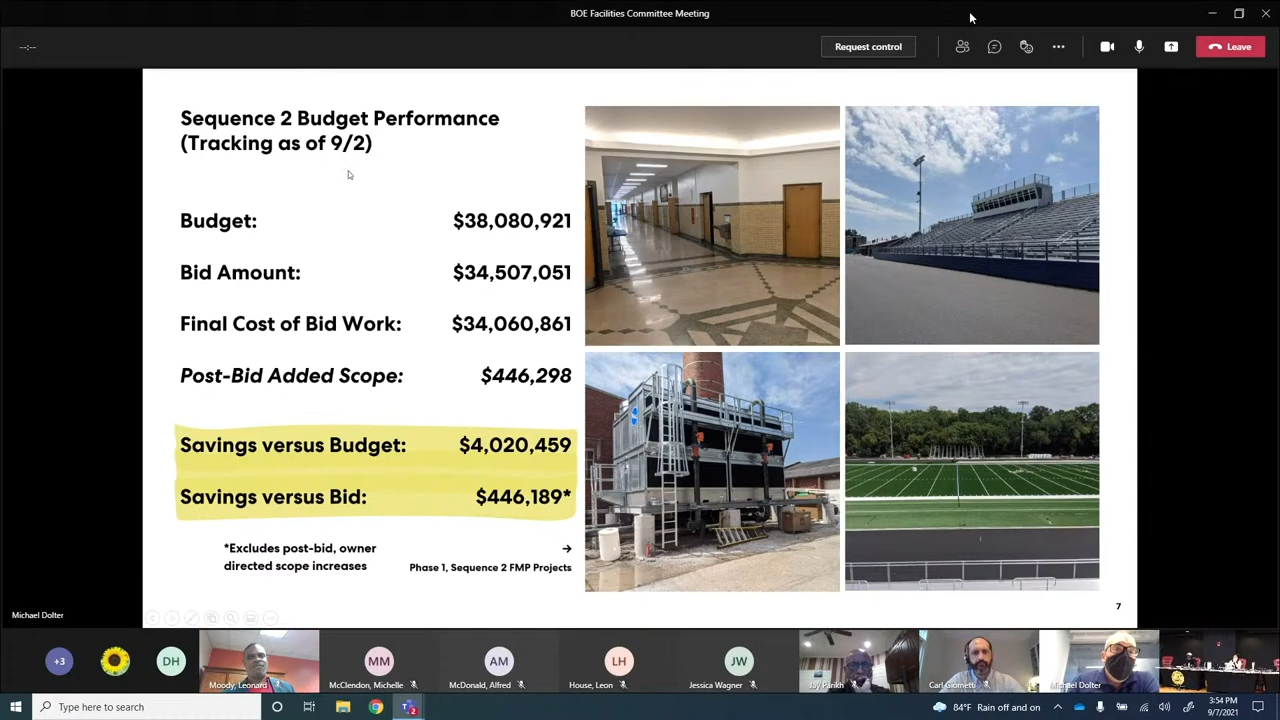 BOE Facilities Committee Meeting
--:--
Request control
Leave
Sequence 2 Budget Performance
(Tracking as of 9/2)
Budget: $38,080,921
Bid Amount: $34,507,051
Final Cost of Bid Work: $34,060,861
Post-Bid Added Scope: $446,298
Savings versus Budget: $4,020,459
Savings versus Bid: $446,189*
*Excludes post-bid, owner
directed scope increases
→
Phase 1, Sequence 2 FMP Projects
7
Michael Dolter
+3
DH
MM
AM
LH
JW
Moody, Leonard
McClendon, Michelle
McDonald, Alfred
House, Leon
Jessica Wagner
Jay Parikh
Carl Giometti
Michael Dolter
Type here to search
2
84°F Rain off and on
3:54 PM
9/7/2021